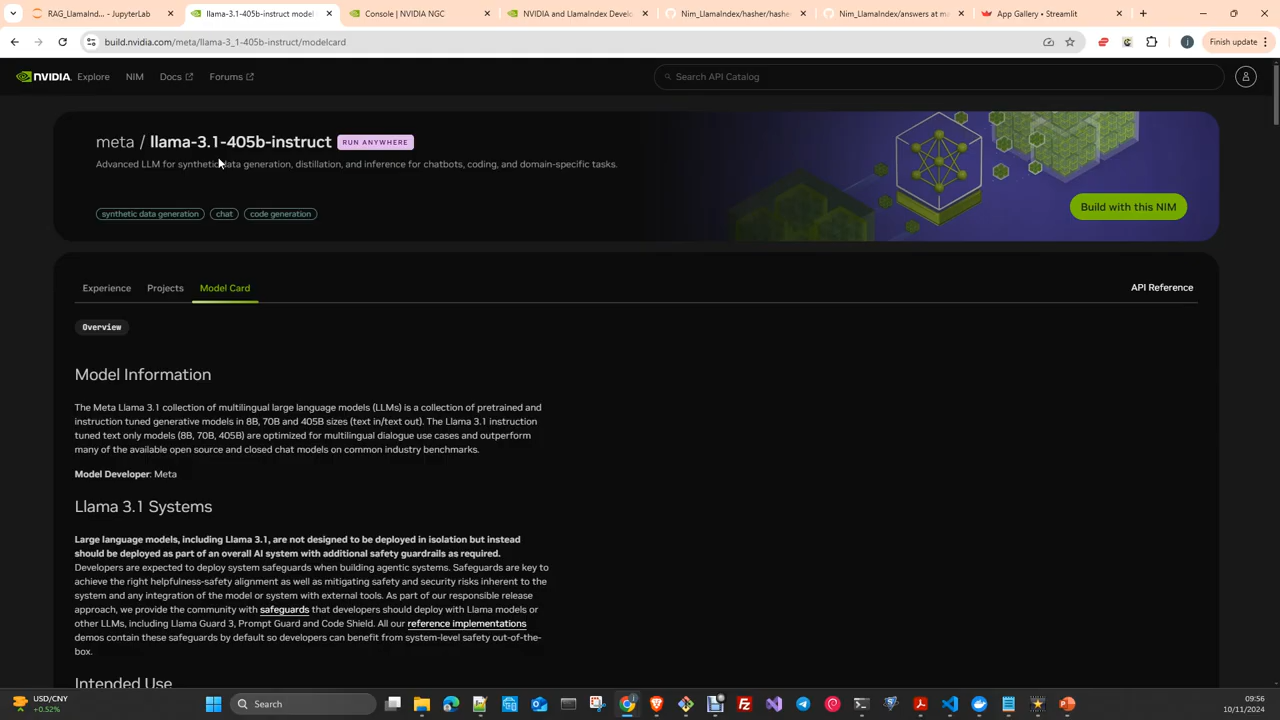 RAG_LlamaInd... - JupyterLab
llama-3.1-405b-instruct model
Console | NVIDIA NGC
NVIDIA and LlamaIndex Develo
Nim_LlamaIndex/hasher/hashe
Nim_LlamaIndex/answers at ma
App Gallery • Streamlit
build.nvidia.com/meta/llama-3_1-405b-instruct/modelcard
Finish update
NVIDIA Explore NIM Docs Forums
Search API Catalog
meta / llama-3.1-405b-instruct RUN ANYWHERE
Advanced LLM for synthetic data generation, distillation, and inference for chatbots, coding, and domain-specific tasks.
Build with this NIM
synthetic data generation chat code generation
Experience Projects Model Card API Reference
Overview
Model Information
The Meta Llama 3.1 collection of multilingual large language models (LLMs) is a collection of pretrained and
instruction tuned generative models in 8B, 70B and 405B sizes (text in/text out). The Llama 3.1 instruction
tuned text only models (8B, 70B, 405B) are optimized for multilingual dialogue use cases and outperform
many of the available open source and closed chat models on common industry benchmarks.
Model Developer: Meta
Llama 3.1 Systems
Large language models, including Llama 3.1, are not designed to be deployed in isolation but instead
should be deployed as part of an overall AI system with additional safety guardrails as required.
Developers are expected to deploy system safeguards when building agentic systems. Safeguards are key to
achieve the right helpfulness-safety alignment as well as mitigating safety and security risks inherent to the
system and any integration of the model or system with external tools. As part of our responsible release
approach, we provide the community with safeguards that developers should deploy with Llama models or
other LLMs, including Llama Guard 3, Prompt Guard and Code Shield. All our reference implementations
demos contain these safeguards by default so developers can benefit from system-level safety out-of-the-
box.
Intended Use
USD/CNY
+0.52%
Search
09:56
10/11/2024